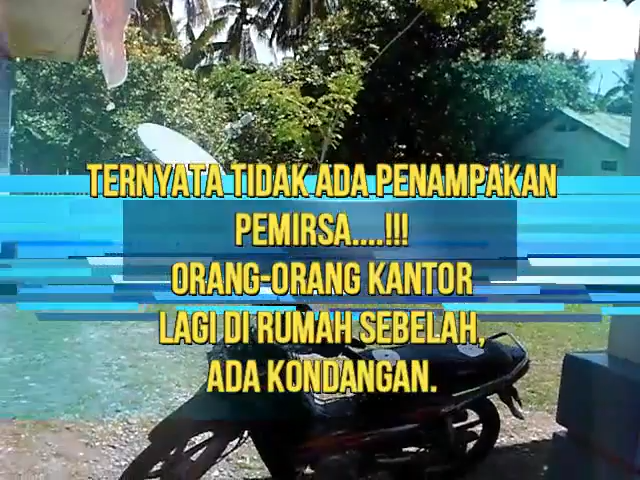 TERNYATA TIDAK ADA PENAMPAKAN
PEMIRSA....!!!
ORANG-ORANG KANTOR
LAGI DI RUMAH SEBELAH,
ADA KONDANGAN.